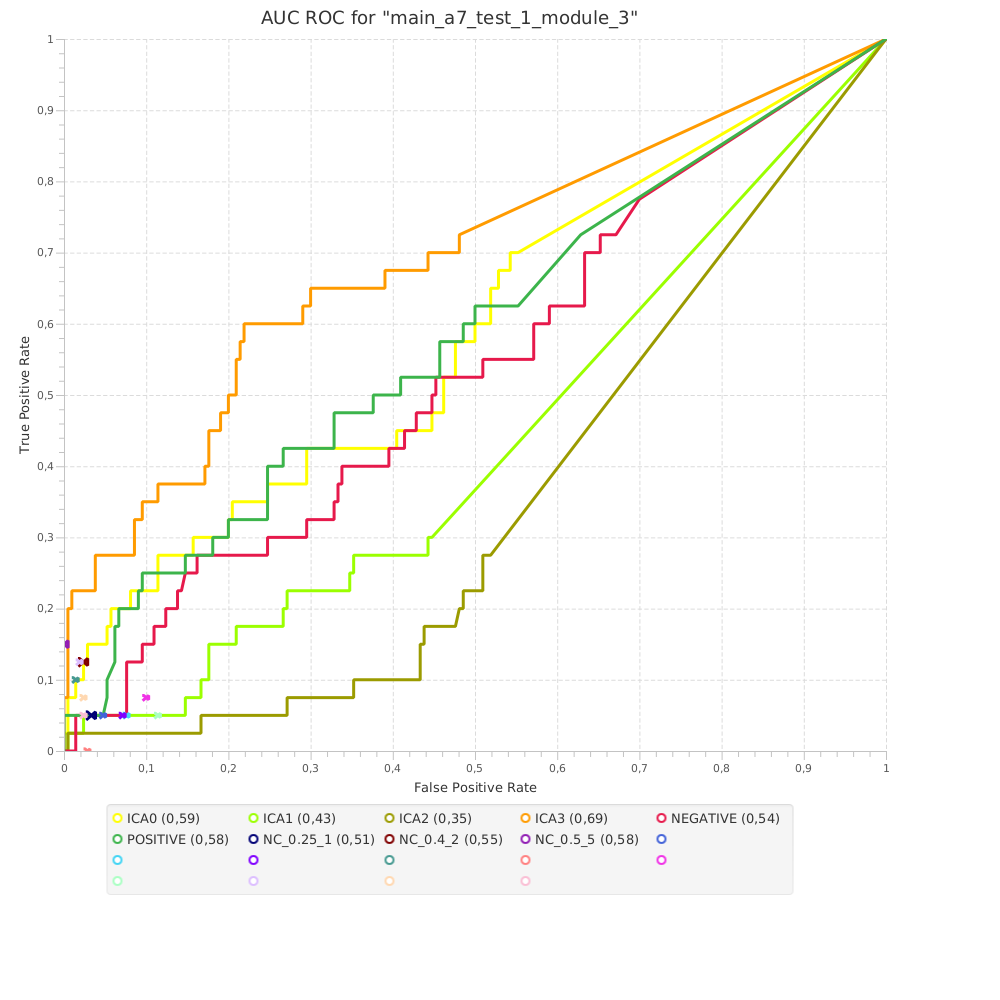 AUC ROC for "main_a7_test_1_module_3"
1
0,9
0,8
0,7
0,6
0,5
0,4
0,3
0,2
0,1
0
True Positive Rate
0 0,1 0,2 0,3 0,4 0,5 0,6 0,7 0,8 0,9 1
False Positive Rate
ICA0 (0,59) ICA1 (0,43) ICA2 (0,35) ICA3 (0,69) NEGATIVE (0,54)
POSITIVE (0,58) NC_0.25_1 (0,51) NC_0.4_2 (0,55) NC_0.5_5 (0,58)